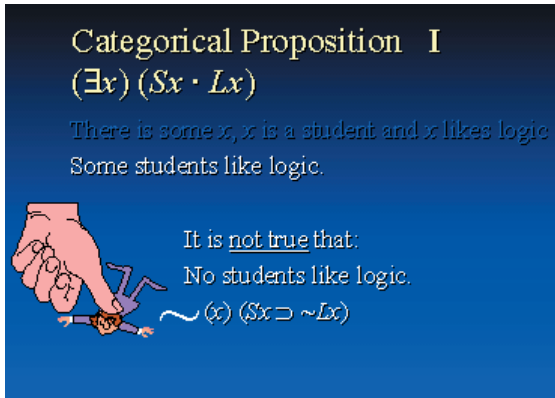 Categorical Proposition I
(∃x) (Sx · Lx)
There is some x, x is a student and x likes logic
Some students like logic.
It is not true that:
No students like logic.
~ (x) (Sx ⊃ ~Lx)